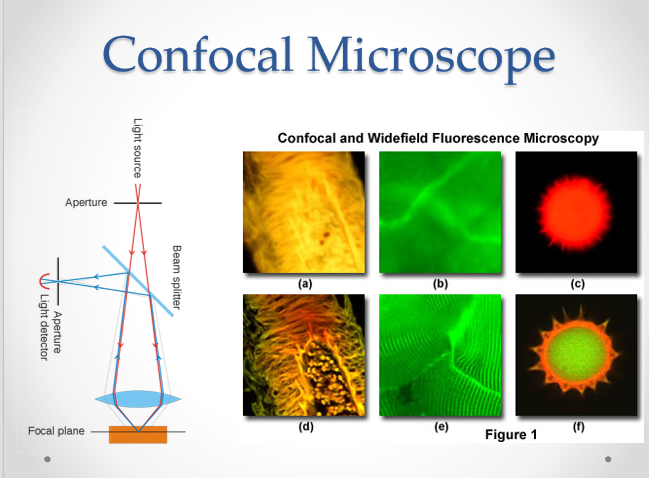 Confocal Microscope
Light source
Aperture
Beam splitter
Aperture
Light detector
Focal plane
Confocal and Widefield Fluorescence Microscopy
(a)
(b)
(c)
(d)
(e)
(f)
Figure 1